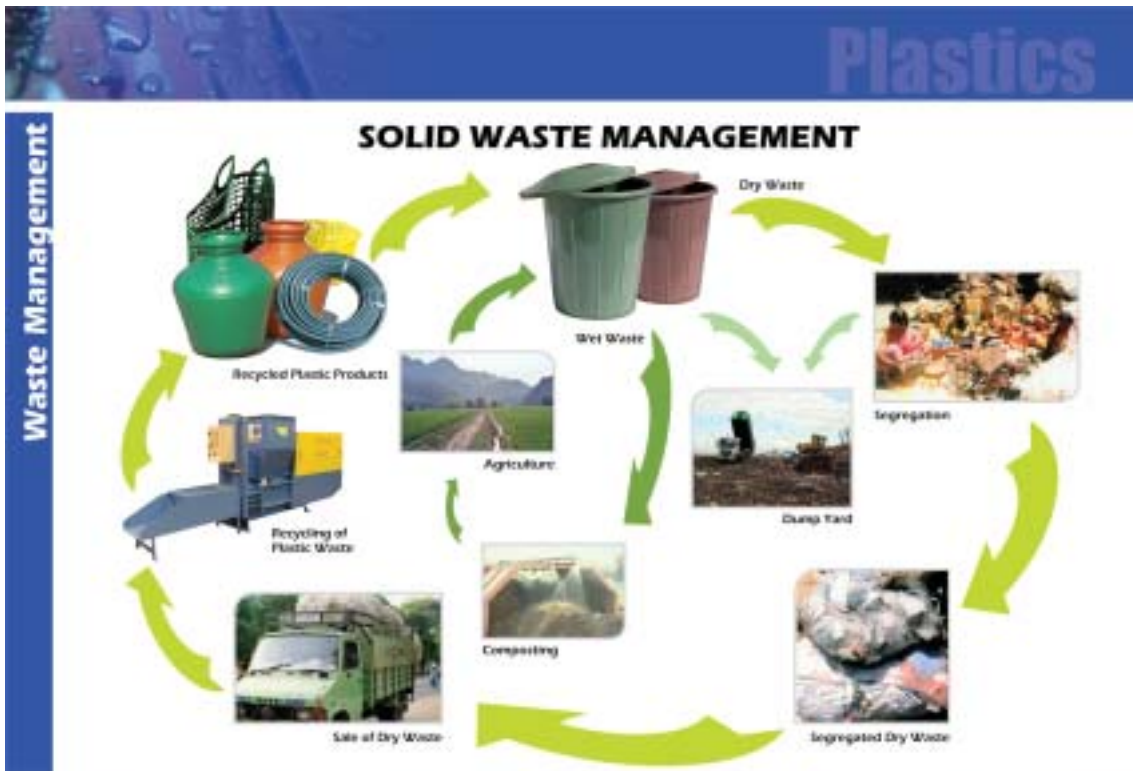 Plastics
Waste Management
SOLID WASTE MANAGEMENT
Dry Waste
Wet Waste
Recycled Plastic Products
Segregation
Agriculture
Dump Yard
Recycling of
Plastic Waste
Composting
Sale of Dry Waste
Segregated Dry Waste